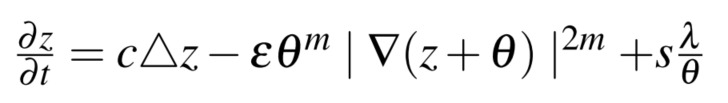 ∂z/∂t = c△z − εθ^m | ∇(z + θ) |^{2m} + s λ/θ